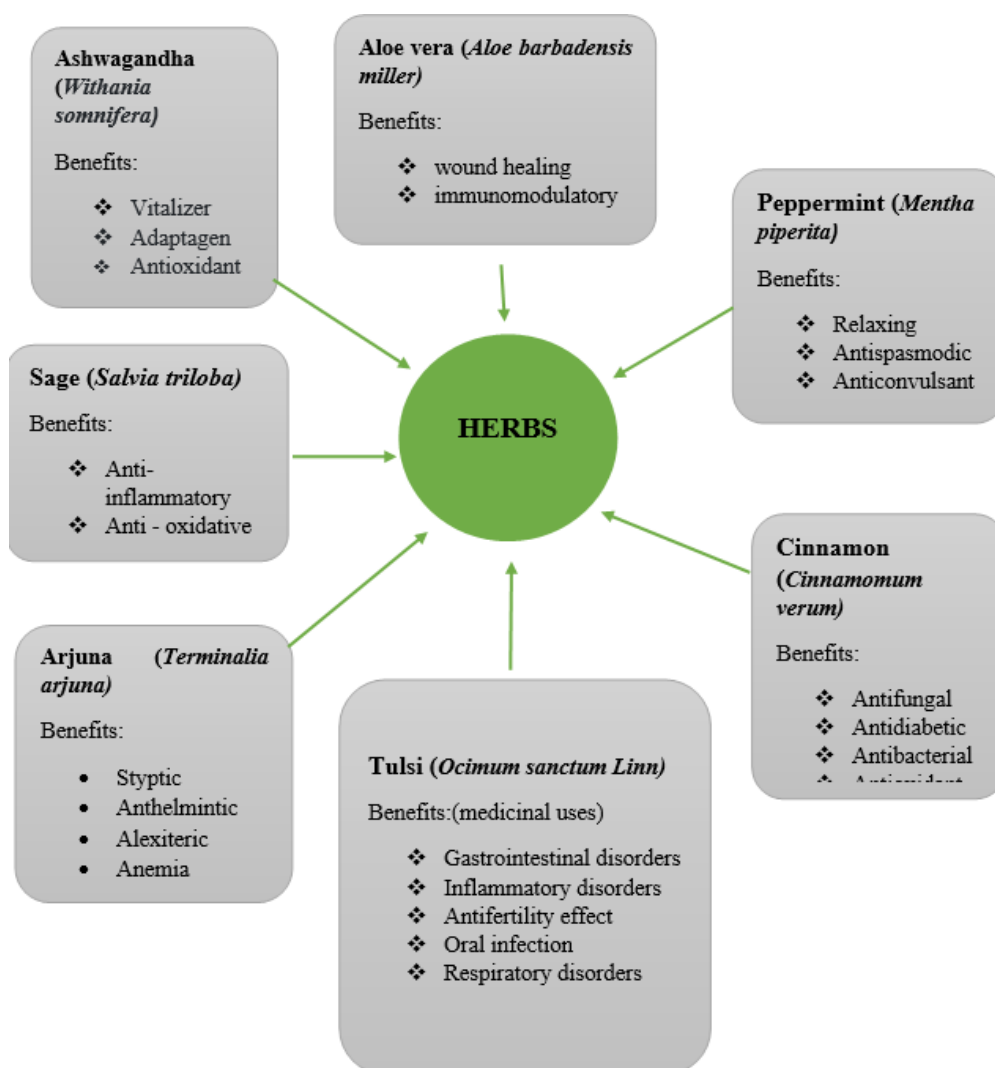 Ashwagandha
(Withania
somnifera)
Benefits:
❖ Vitalizer
❖ Adaptagen
❖ Antioxidant
Aloe vera (Aloe barbadensis
miller)
Benefits:
❖ wound healing
❖ immunomodulatory
Peppermint (Mentha
piperita)
Benefits:
❖ Relaxing
❖ Antispasmodic
❖ Anticonvulsant
Sage (Salvia triloba)
Benefits:
❖ Anti-
inflammatory
❖ Anti - oxidative
HERBS
Cinnamon
(Cinnamomum
verum)
Benefits:
❖ Antifungal
❖ Antidiabetic
❖ Antibacterial
❖ Antioxidant
Arjuna (Terminalia
arjuna)
Benefits:
• Styptic
• Anthelmintic
• Alexiteric
• Anemia
Tulsi (Ocimum sanctum Linn)
Benefits:(medicinal uses)
❖ Gastrointestinal disorders
❖ Inflammatory disorders
❖ Antifertility effect
❖ Oral infection
❖ Respiratory disorders